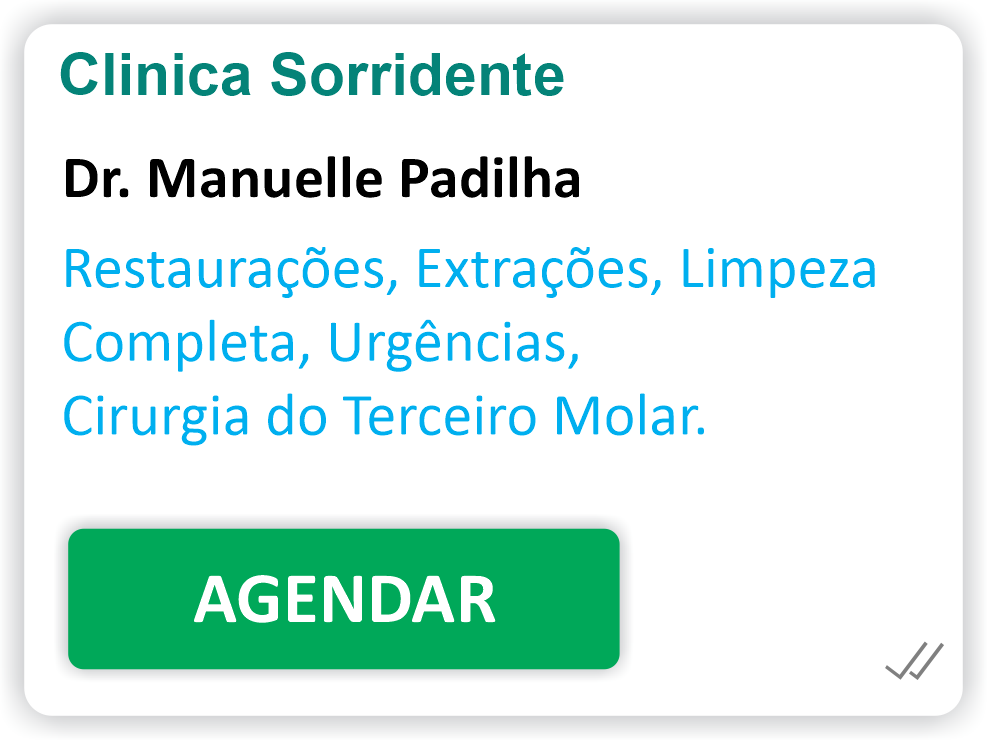 Clinica Sorridente
Dr. Manuelle Padilha
Restaurações, Extrações, Limpeza
Completa, Urgências,
Cirurgia do Terceiro Molar.
AGENDAR